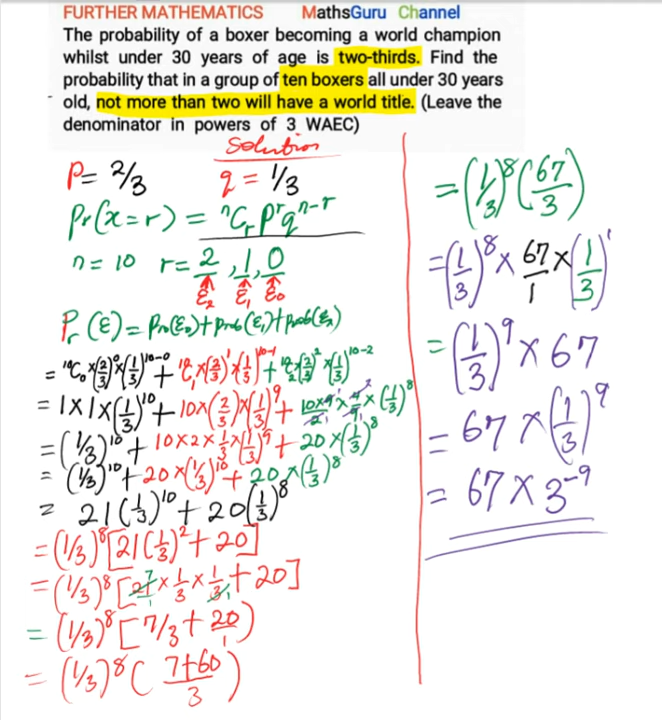 FURTHER MATHEMATICS MathsGuru Channel
The probability of a boxer becoming a world champion
whilst under 30 years of age is two-thirds. Find the
probability that in a group of ten boxers all under 30 years
old, not more than two will have a world title. (Leave the
denominator in powers of 3 WAEC)
Solution
P= 2/3 q = 1/3
Pr(x=r) = ⁿCᵣ pʳ qⁿ⁻ʳ
n = 10 r = 2, 1, 0
ε₂ ε₁ ε₀
Pr(ε) = Pr(ε₀) + prob(ε₁) + prob(ε₂)
= ¹⁰C₀ × (2/3)⁰ × (1/3)¹⁰⁻⁰ + ¹⁰C₁ × (2/3)¹ × (1/3)¹⁰⁻¹ + ¹⁰C₂ (2/3)² × (1/3)¹⁰⁻²
= 1×1×(1/3)¹⁰ + 10×(2/3)×(1/3)⁹ + 10×9/2 × 4/9 × (1/3)⁸
= (1/3)¹⁰ + 10×2×1/3×(1/3)⁹ + 20×(1/3)⁸
= (1/3)¹⁰ + 20×(1/3)¹⁰ + 20×(1/3)⁸
= 21(1/3)¹⁰ + 20(1/3)⁸
= (1/3)⁸[21(1/3)² + 20]
= (1/3)⁸[21 × 1/3 × 1/3 + 20]
= (1/3)⁸[7/3 + 20/1]
= (1/3)⁸(7+60/3)
= (1/3)⁸(67/3)
= (1/3)⁸ × 67/1 × (1/3)¹
= (1/3)⁹ × 67
= 67 × (1/3)⁹
= 67 × 3⁻⁹